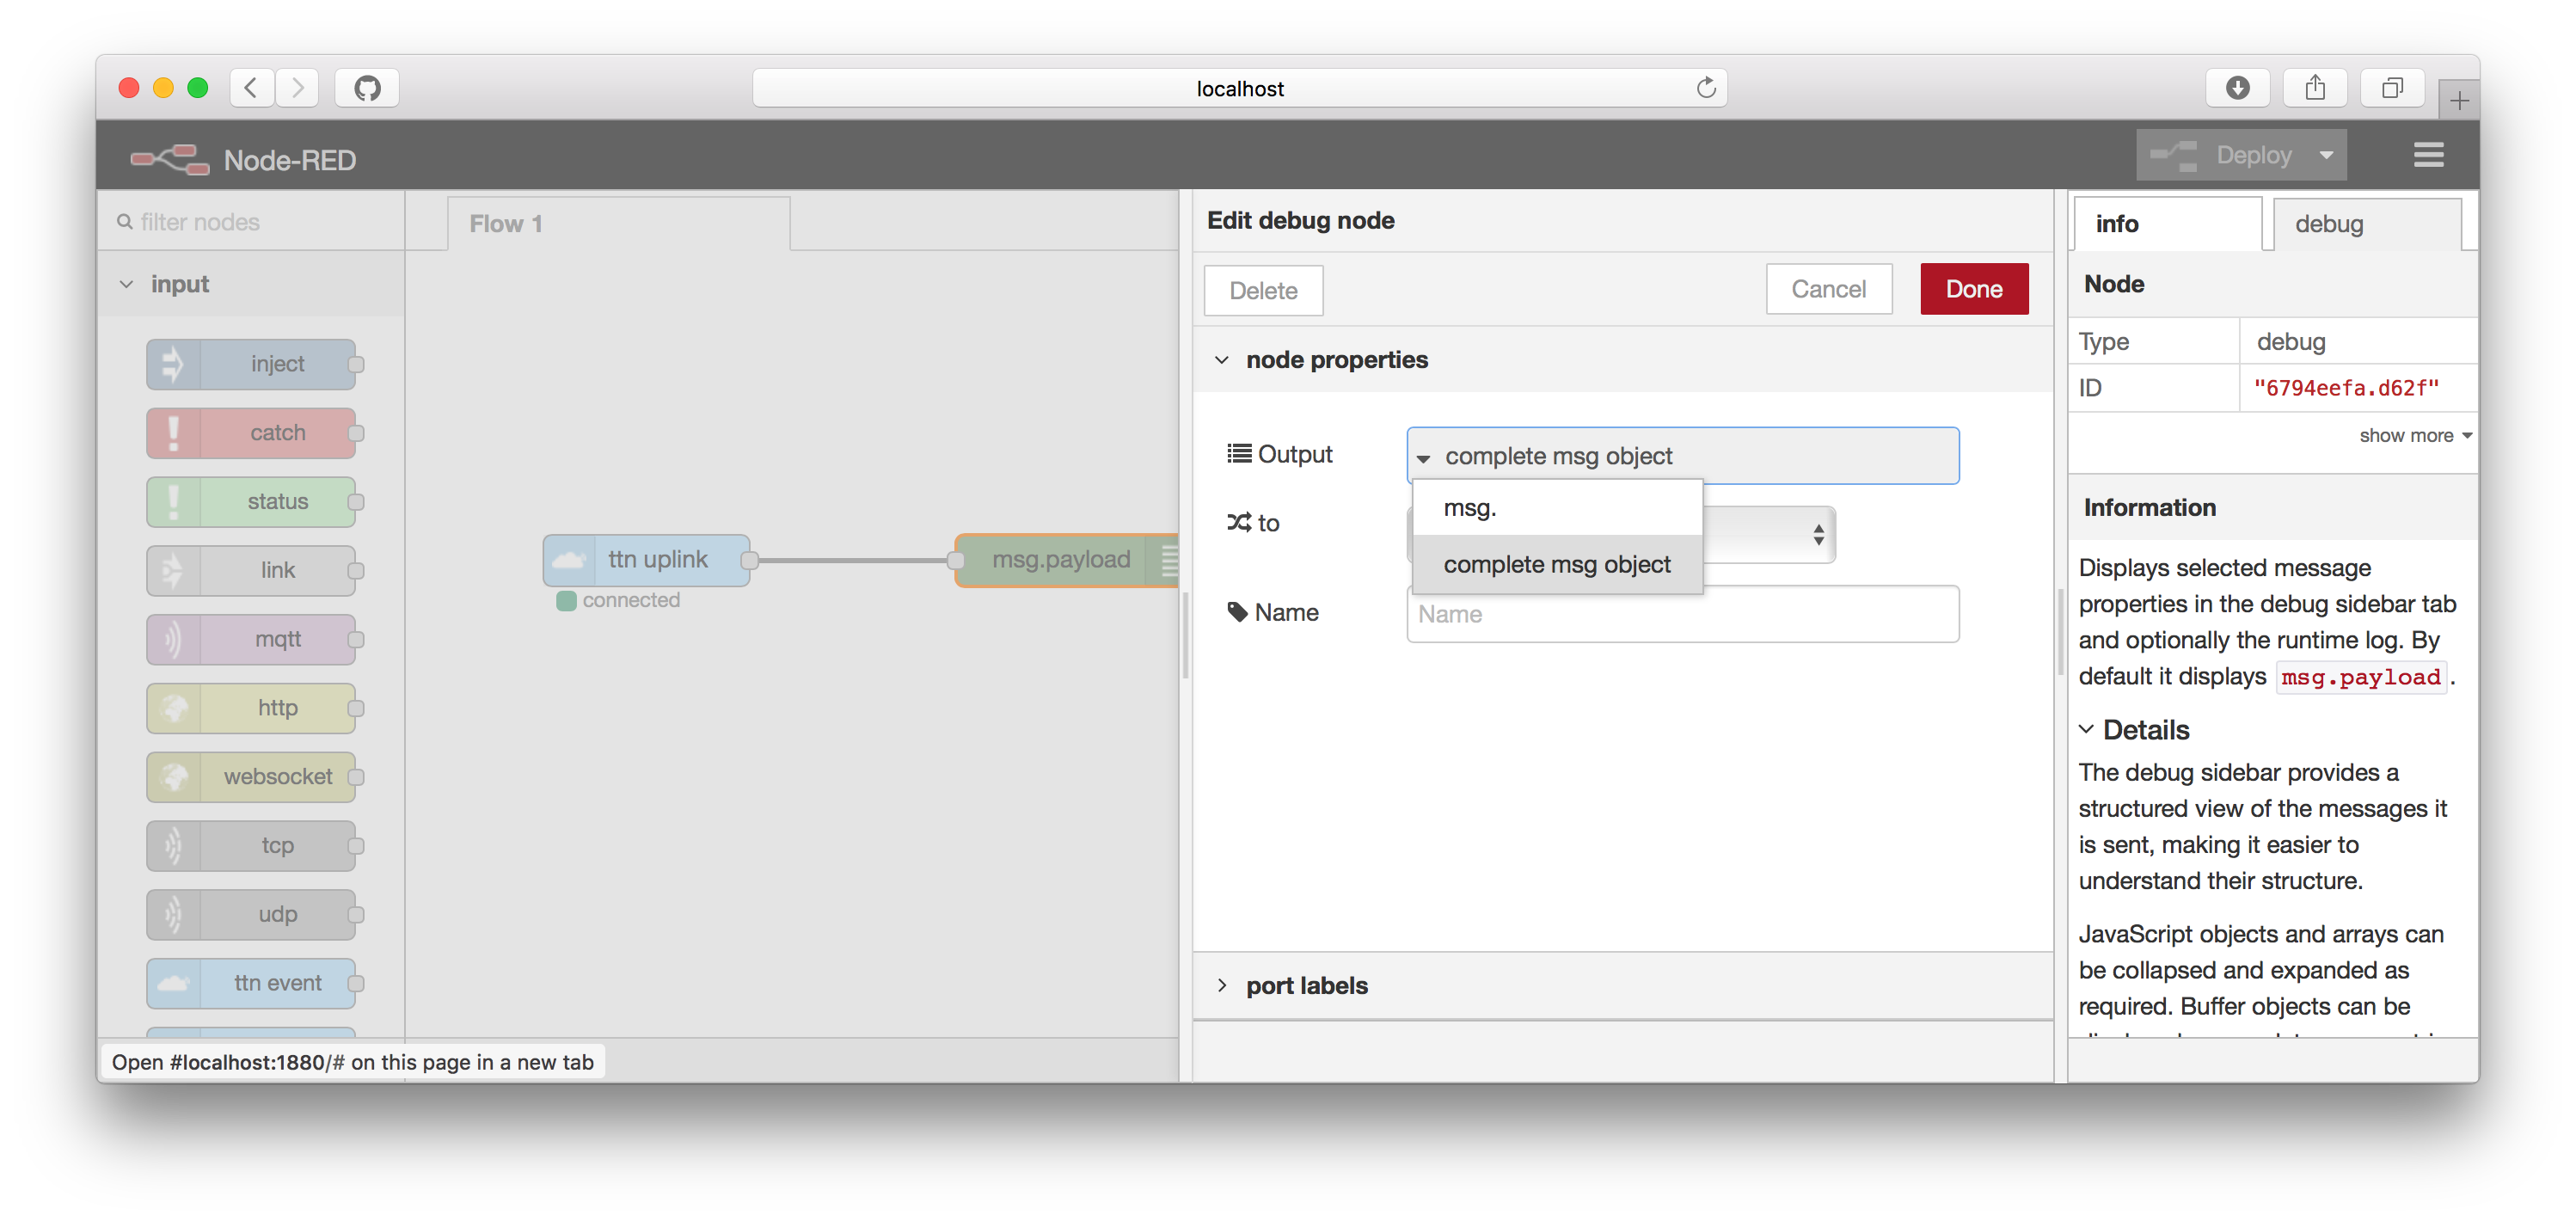 localhost
Node-RED
Deploy
filter nodes
input
inject
catch
status
link
mqtt
http
websocket
tcp
udp
ttn event
Open #localhost:1880/# on this page in a new tab
Flow 1
ttn uplink
connected
msg.payload
Edit debug node
Delete
Cancel
Done
node properties
Output
complete msg object
msg.
complete msg object
to
Name
Name
port labels
info
debug
Node
Type
debug
ID
"6794eefa.d62f"
show more
Information
Displays selected message
properties in the debug sidebar tab
and optionally the runtime log. By
default it displays msg.payload.
Details
The debug sidebar provides a
structured view of the messages it
is sent, making it easier to
understand their structure.
JavaScript objects and arrays can
be collapsed and expanded as
required. Buffer objects can be